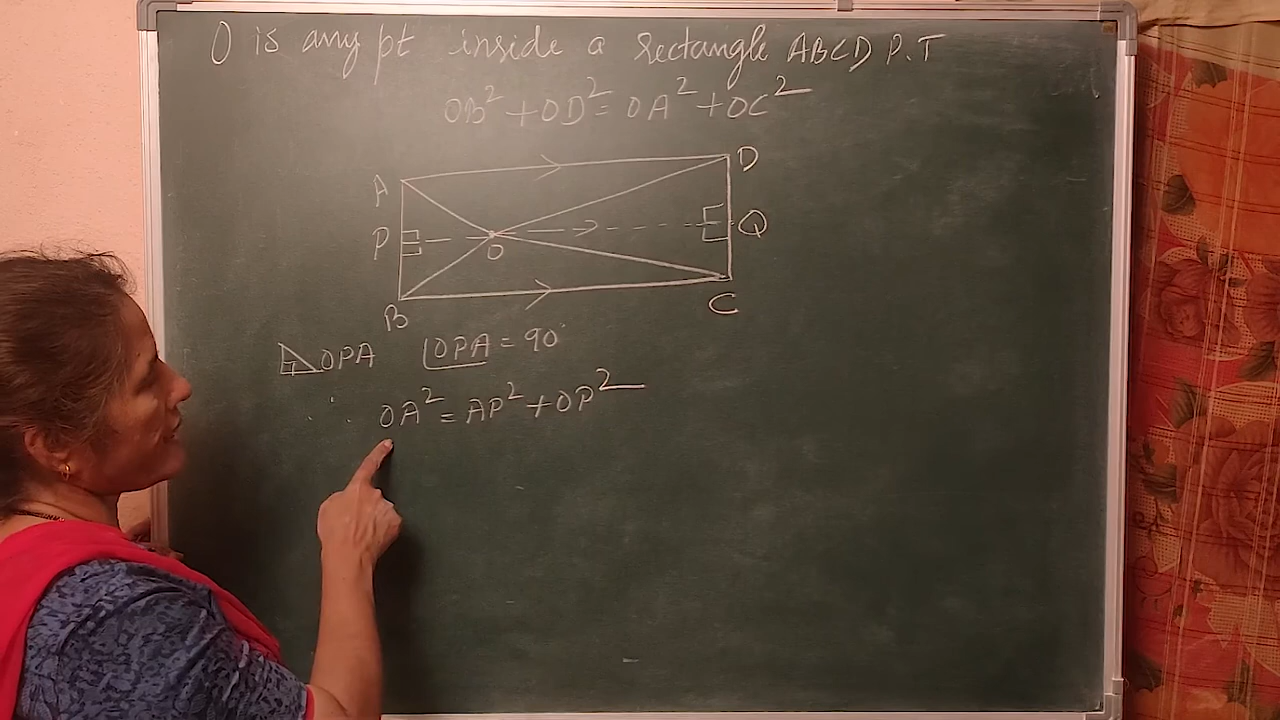 O is any pt inside a rectangle ABCD P.T
OB² + OD² = OA² + OC²
A
D
P
O
Q
B
C
△OPA ∠OPA = 90°
∴ OA² = AP² + OP²